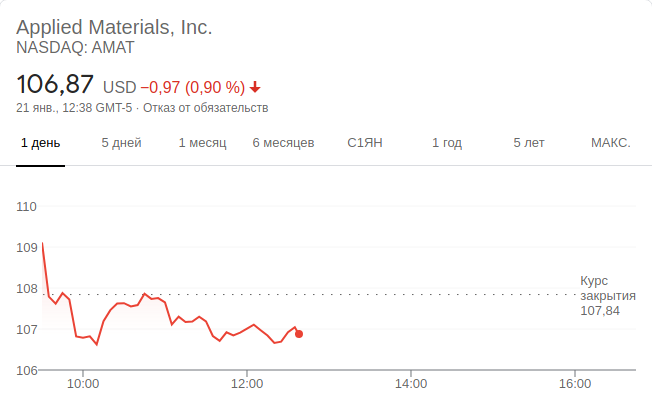 Applied Materials, Inc.
NASDAQ: AMAT
106,87 USD −0,97 (0,90 %)
21 янв., 12:38 GMT-5 · Отказ от обязательств
1 день 5 дней 1 месяц 6 месяцев С1ЯН 1 год 5 лет МАКС.
110
109
108
107
106
Курс
закрытия
107,84
10:00 12:00 14:00 16:00